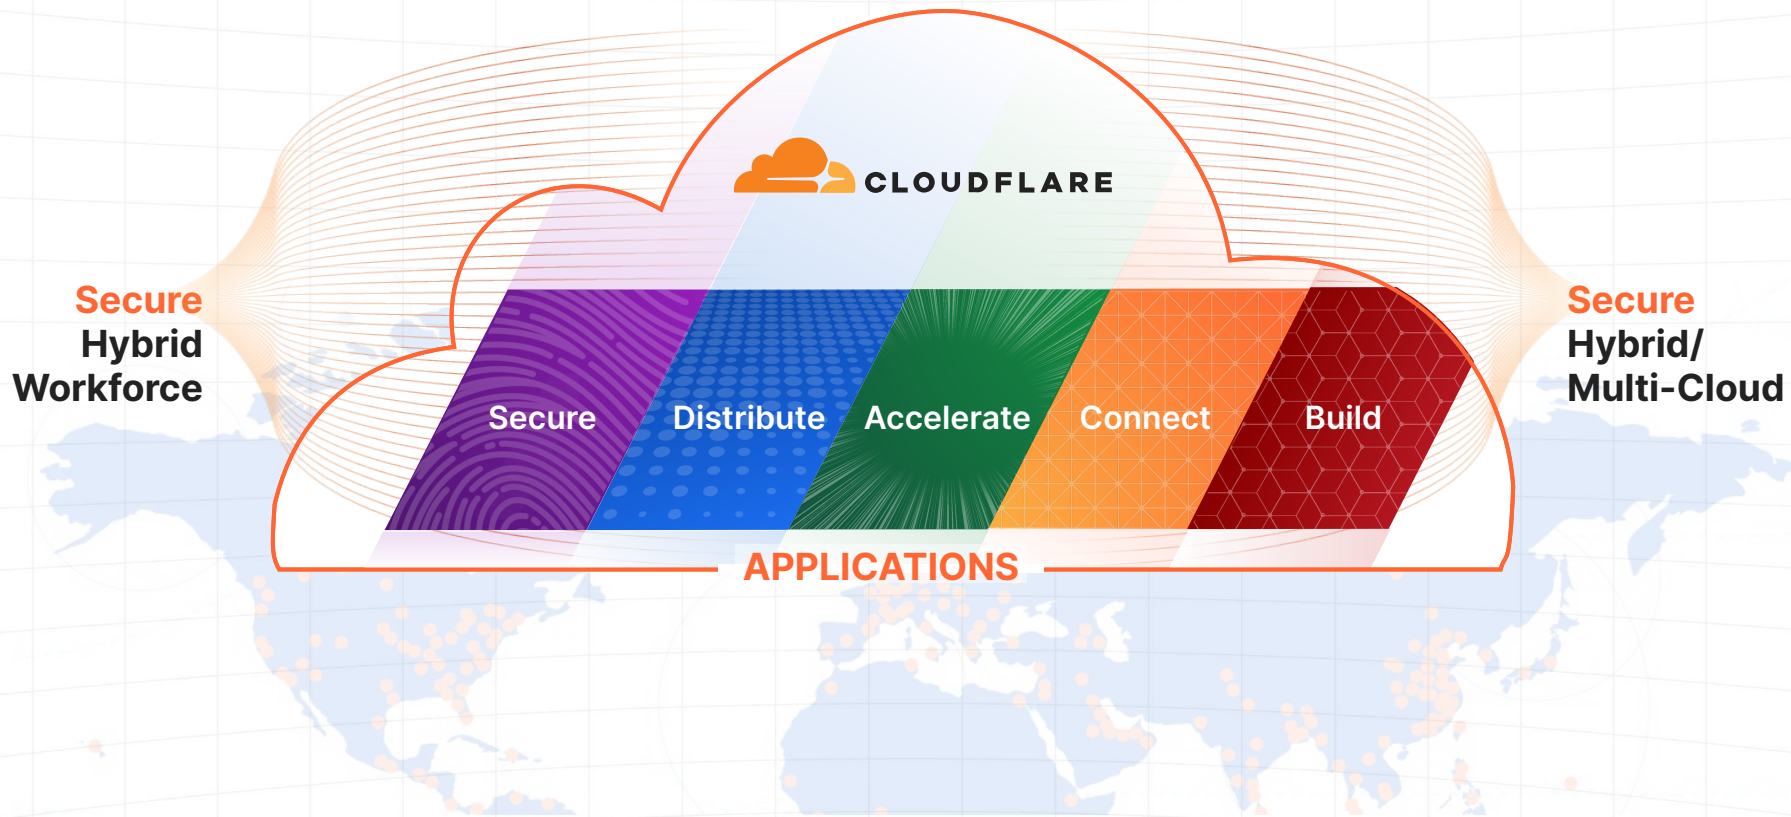 CLOUDFLARE
Secure
Hybrid
Workforce
Secure
Hybrid/
Multi-Cloud
Secure
Distribute
Accelerate
Connect
Build
APPLICATIONS